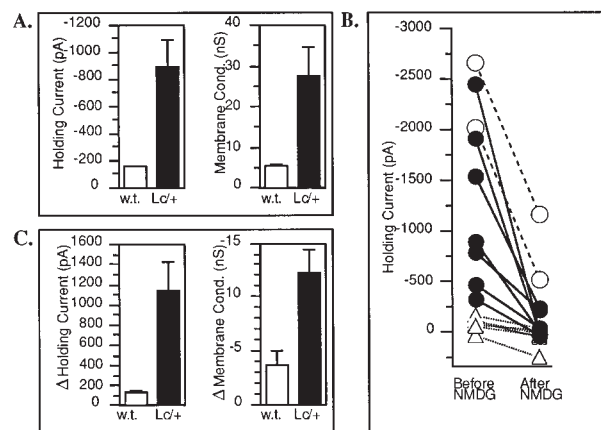 A.
Holding Current (pA)
-1200
-1000
-800
-600
-400
-200
0
w.t.
Lc/+
Membrane Cond. (nS)
40
30
20
10
0
w.t.
Lc/+
B.
Holding Current (pA)
-3000
-2500
-2000
-1500
-1000
-500
0
Before
NMDG
After
NMDG
C.
Δ Holding Current (pA)
1600
1400
1200
1000
800
600
400
200
0
w.t.
Lc/+
Δ Membrane Cond. (nS)
-15
-10
-5
0
w.t.
Lc/+